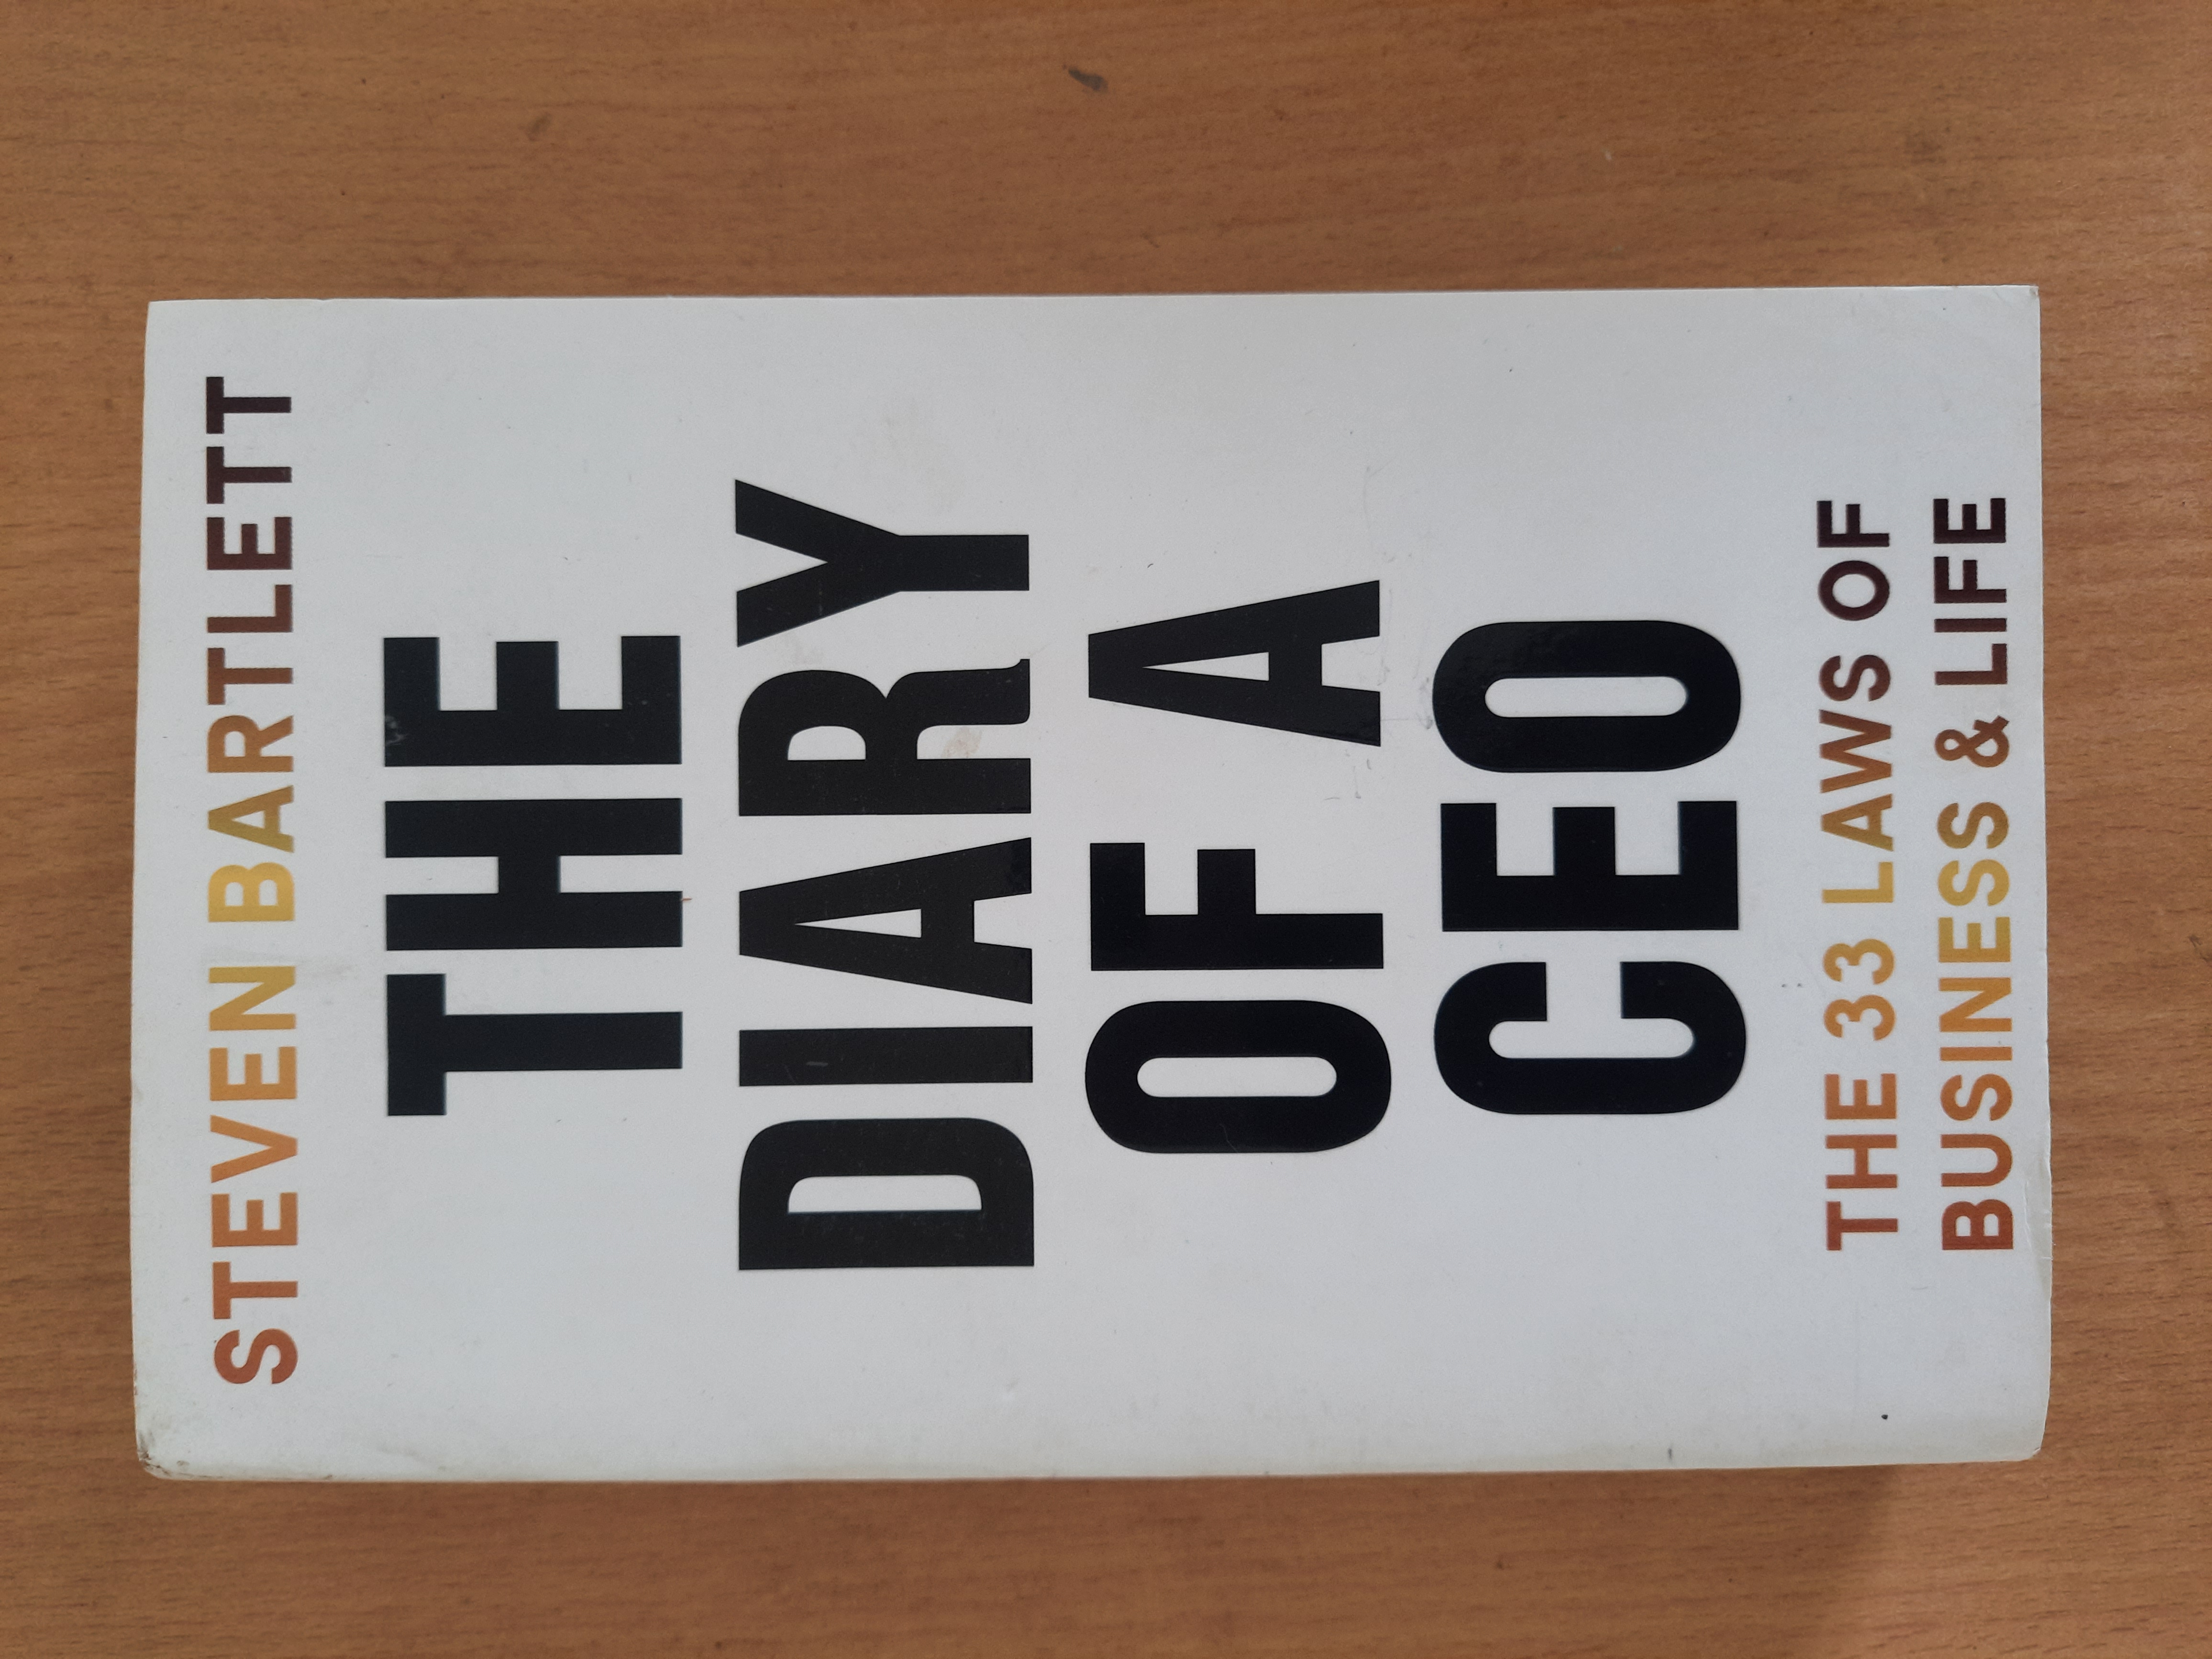 STEVEN BARTLETT
THE
DIARY
OF A
CEO
THE 33 LAWS OF
BUSINESS & LIFE